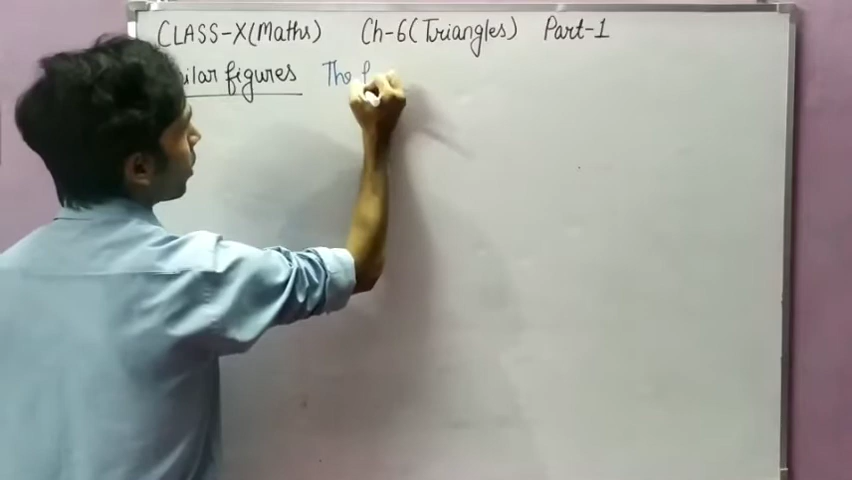 CLASS-X(Maths) Ch-6(Triangles) Part-1
ilar figures The f